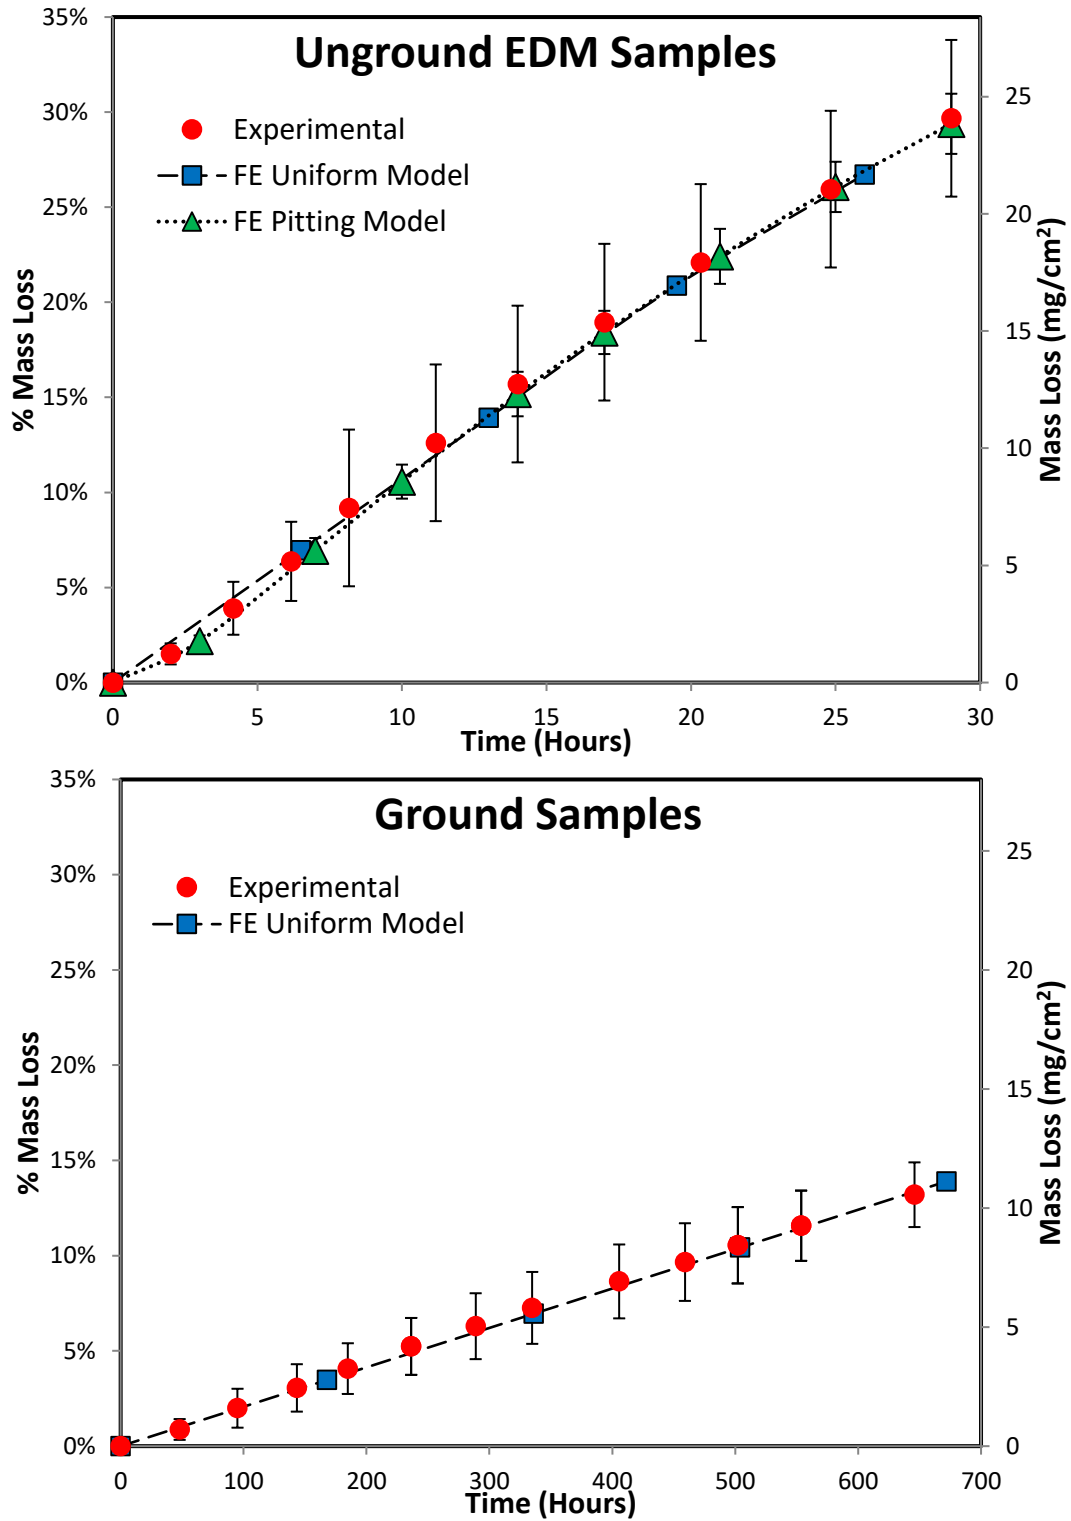 Unground EDM Samples
Experimental
FE Uniform Model
FE Pitting Model
% Mass Loss
35%
30%
25%
20%
15%
10%
5%
0%
25
20
15
10
5
0
Mass Loss (mg/cm²)
0 5 10 15 20 25 30
Time (Hours)
Ground Samples
Experimental
FE Uniform Model
% Mass Loss
35%
30%
25%
20%
15%
10%
5%
0%
25
20
15
10
5
0
Mass Loss (mg/cm²)
0 100 200 300 400 500 600 700
Time (Hours)